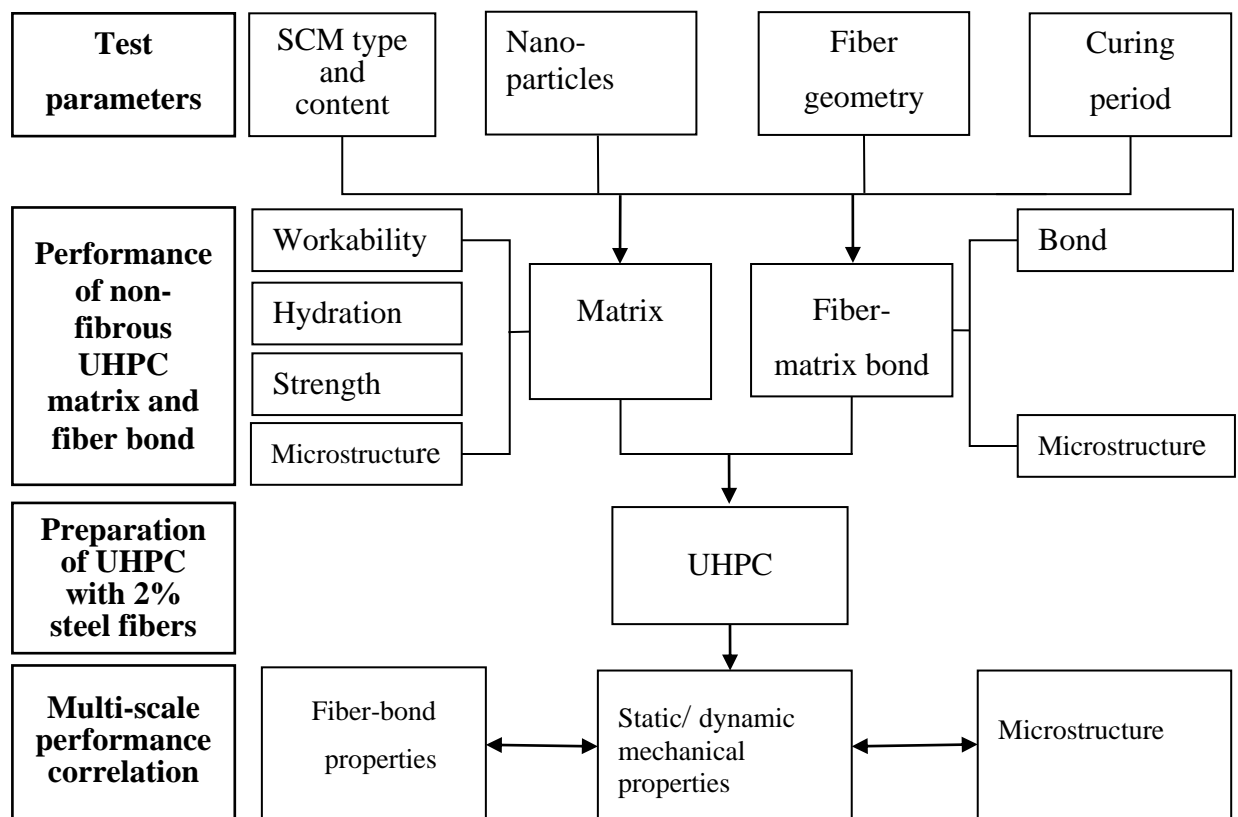 Test
parameters
SCM type
and
content
Nano-
particles
Fiber
geometry
Curing
period
Performance
of non-
fibrous
UHPC
matrix and
fiber bond
Workability
Hydration
Strength
Microstructure
Matrix
Fiber-
matrix bond
Bond
Microstructure
Preparation
of UHPC
with 2%
steel fibers
UHPC
Multi-scale
performance
correlation
Fiber-bond
properties
Static/ dynamic
mechanical
properties
Microstructure